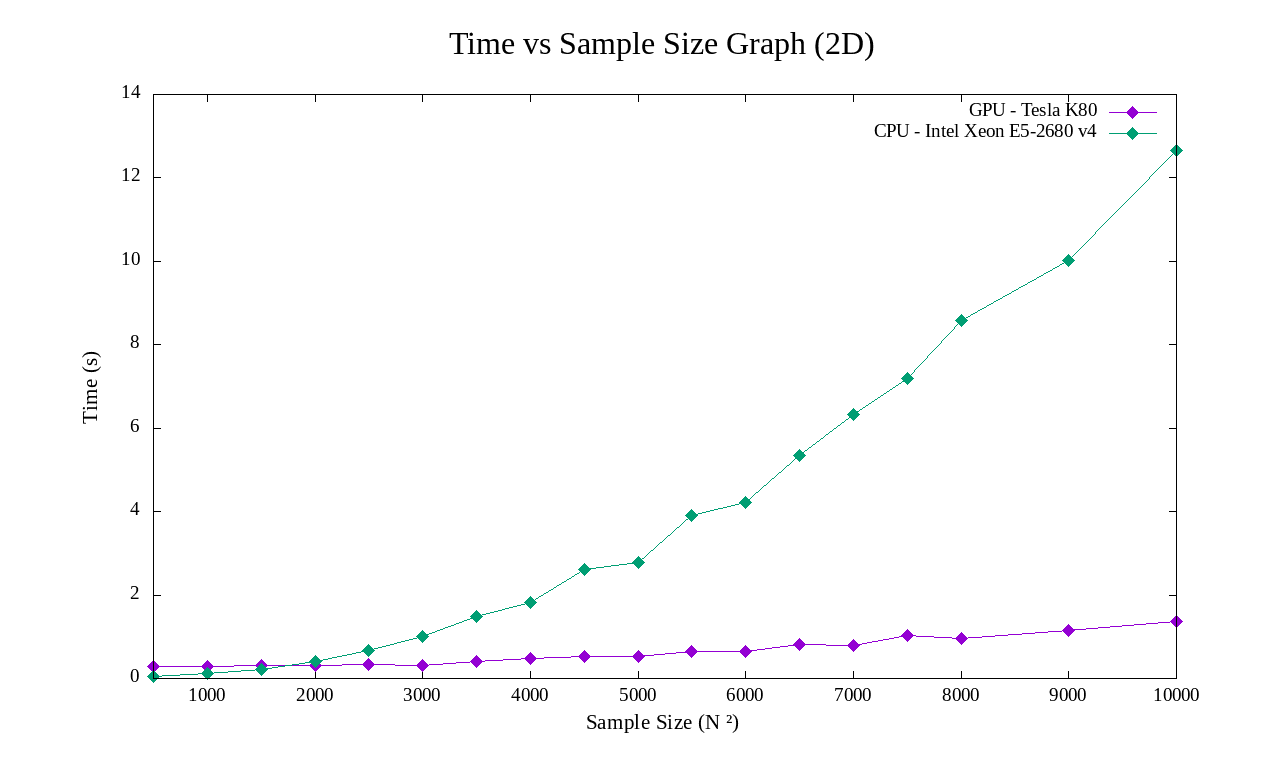 Time vs Sample Size Graph (2D)
14
GPU - Tesla K80
CPU - Intel Xeon E5-2680 v4
12
10
8
Time (s)
6
4
2
0
1000 2000 3000 4000 5000 6000 7000 8000 9000 10000
Sample Size (N ²)